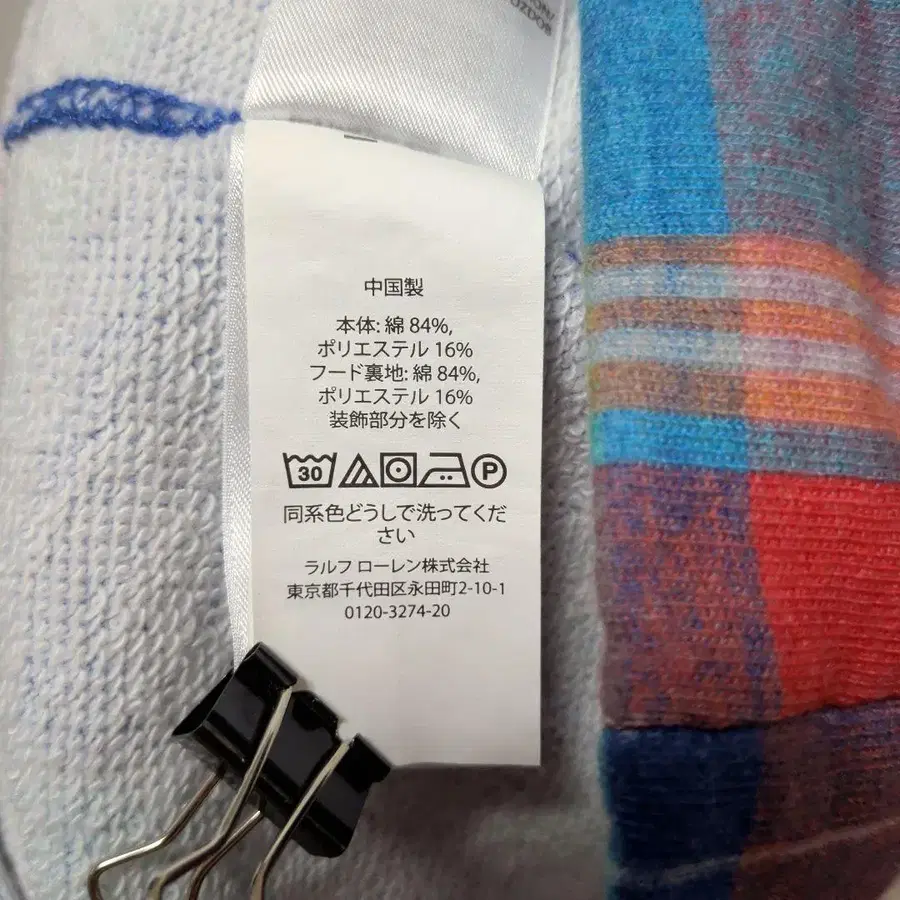 中国製
本体: 綿 84%,
ポリエステル 16%
フード裏地: 綿 84%,
ポリエステル 16%
装飾部分を除く
30 P
同系色どうしで洗ってくだ
さい
ラルフ ローレン株式会社
東京都千代田区永田町2-10-1
0120-3274-20